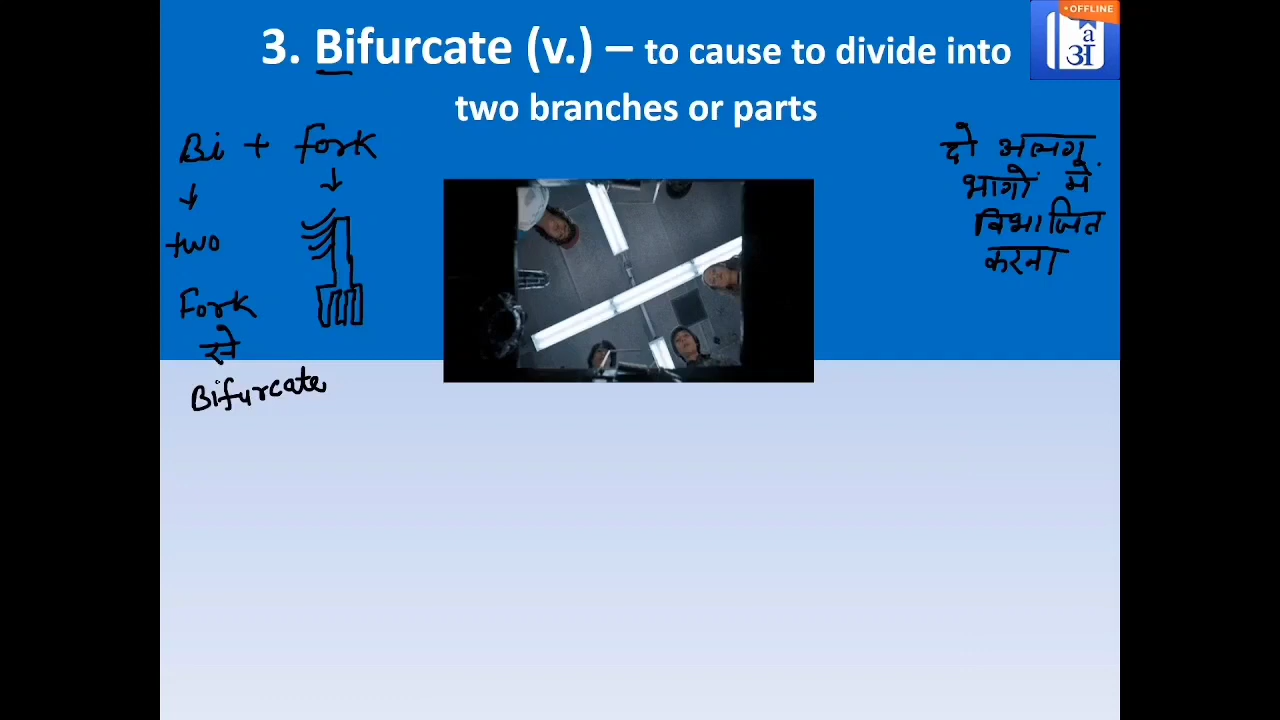 3. Bifurcate (v.) – to cause to divide into
two branches or parts
OFFLINE
a
अ
Bi + fork
two
Fork
से
Bifurcate
दो अलग
भागों मे
विभाजित
करना